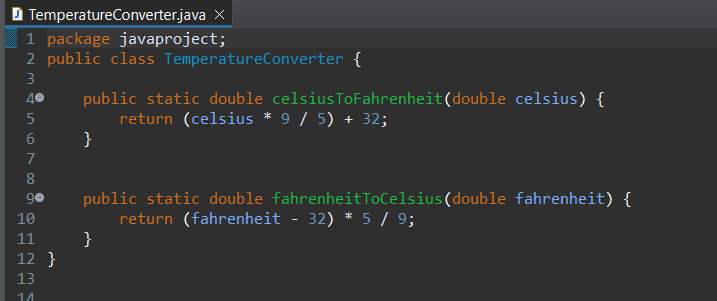 TemperatureConverter.java
1 package javaproject;
2 public class TemperatureConverter {
3
4 public static double celsiusToFahrenheit(double celsius) {
5 return (celsius * 9 / 5) + 32;
6 }
7
8
9 public static double fahrenheitToCelsius(double fahrenheit) {
10 return (fahrenheit - 32) * 5 / 9;
11 }
12 }
13
14